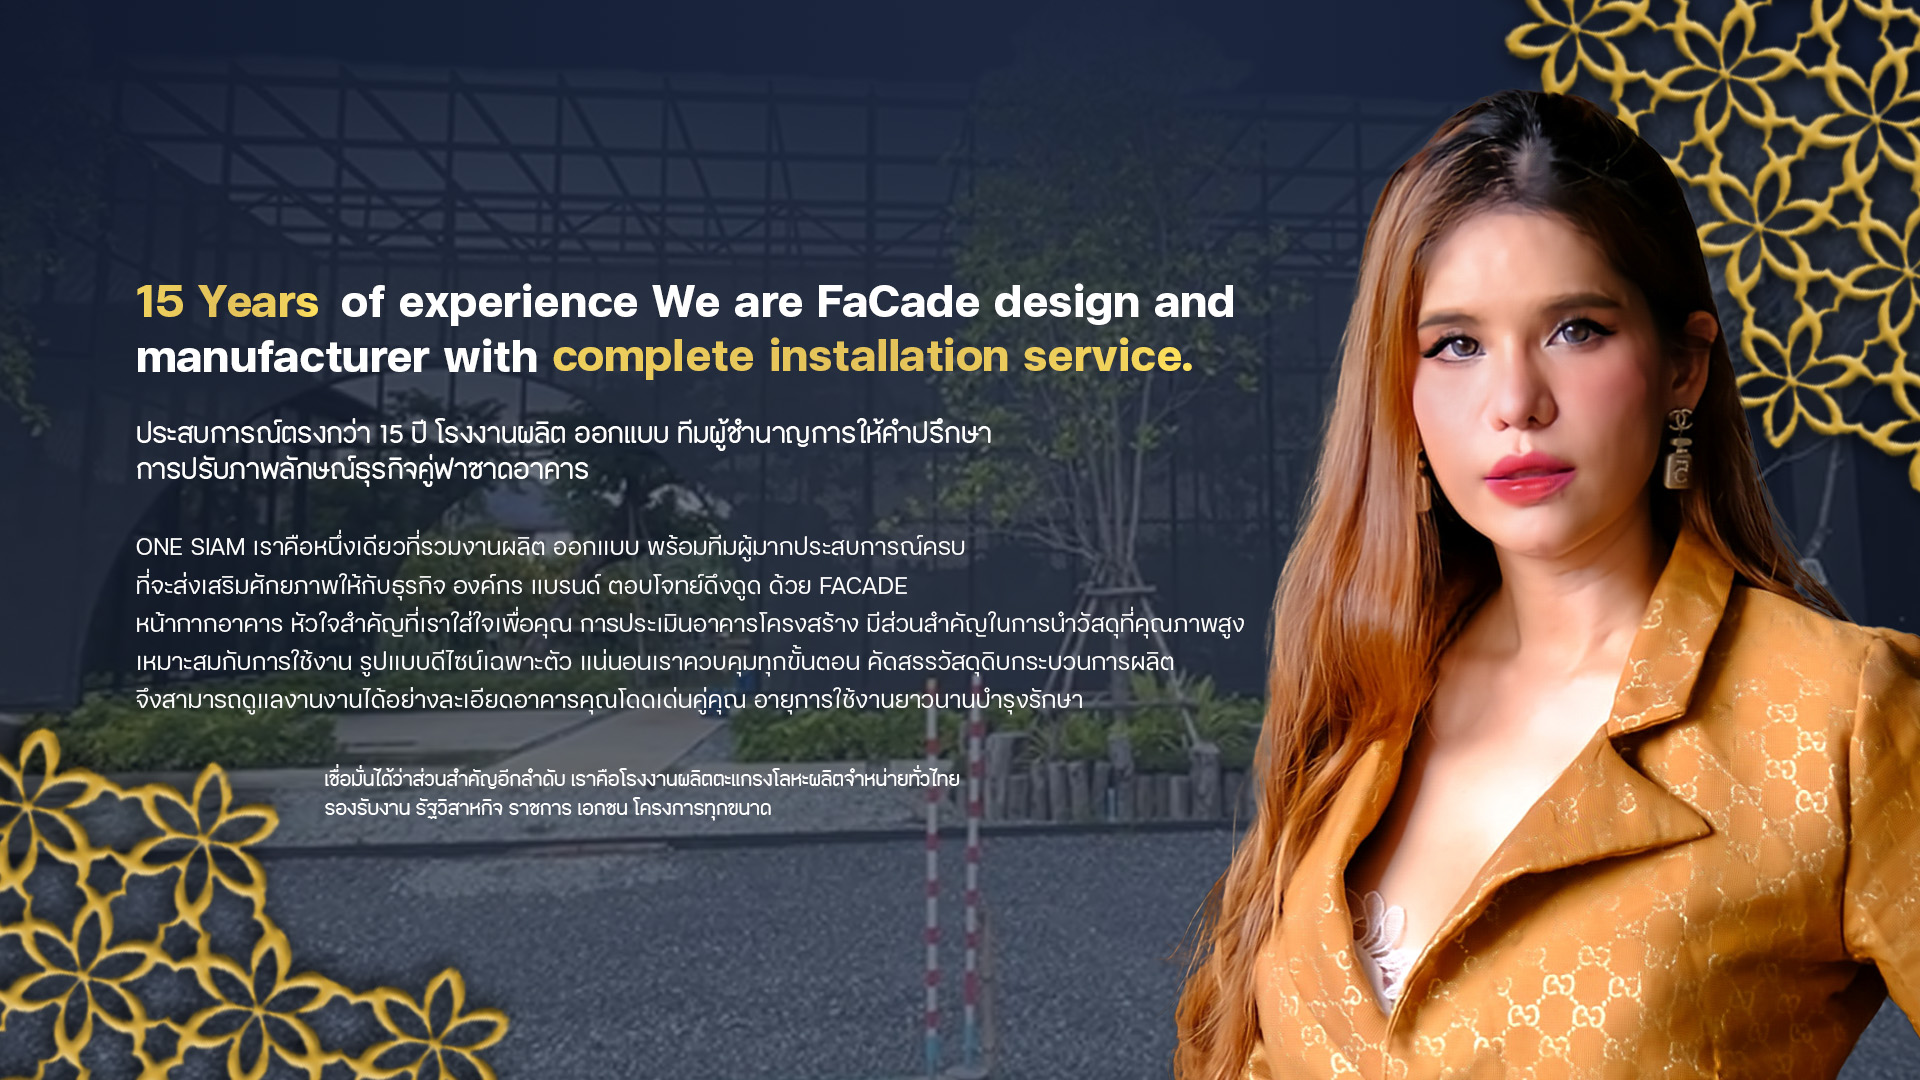 15 Years of experience We are FaCade design and
manufacturer with complete installation service.
ประสบการณ์ตรงกว่า 15 ปี โรงงานผลิต ออกแบบ ทีมผู้ชำนาญการให้คำปรึกษา
การปรับภาพลักษณ์ธุรกิจคู่ฟาซาดอาคาร
ONE SIAM เราคือหนึ่งเดียวที่รวมงานผลิต ออกแบบ พร้อมทีมผู้มากประสบการณ์ครบ
ที่จะส่งเสริมศักยภาพให้กับธุรกิจ องค์กร แบรนด์ ตอบโจทย์ดึงดูด ด้วย FACADE
หน้ากากอาคาร หัวใจสำคัญที่เราใส่ใจเพื่อคุณ การประเมินอาคารโครงสร้าง มีส่วนสำคัญในการนำวัสดุที่คุณภาพสูง
เหมาะสมกับการใช้งาน รูปแบบดีไซน์เฉพาะตัว แน่นอนเราควบคุมทุกขั้นตอน คัดสรรวัสดุดิบกระบวนการผลิต
จึงสามารถดูแลงานงานได้อย่างละเอียดอาคารคุณโดดเด่นคู่คุณ อายุการใช้งานยาวนานบำรุงรักษา
เชื่อมั่นได้ว่าส่วนสำคัญอีกลำดับ เราคือโรงงานผลิตตะแกรงโลหะผลิตจำหน่ายทั่วไทย
รองรับงาน รัฐวิสาหกิจ ราชการ เอกชน โครงการทุกขนาด